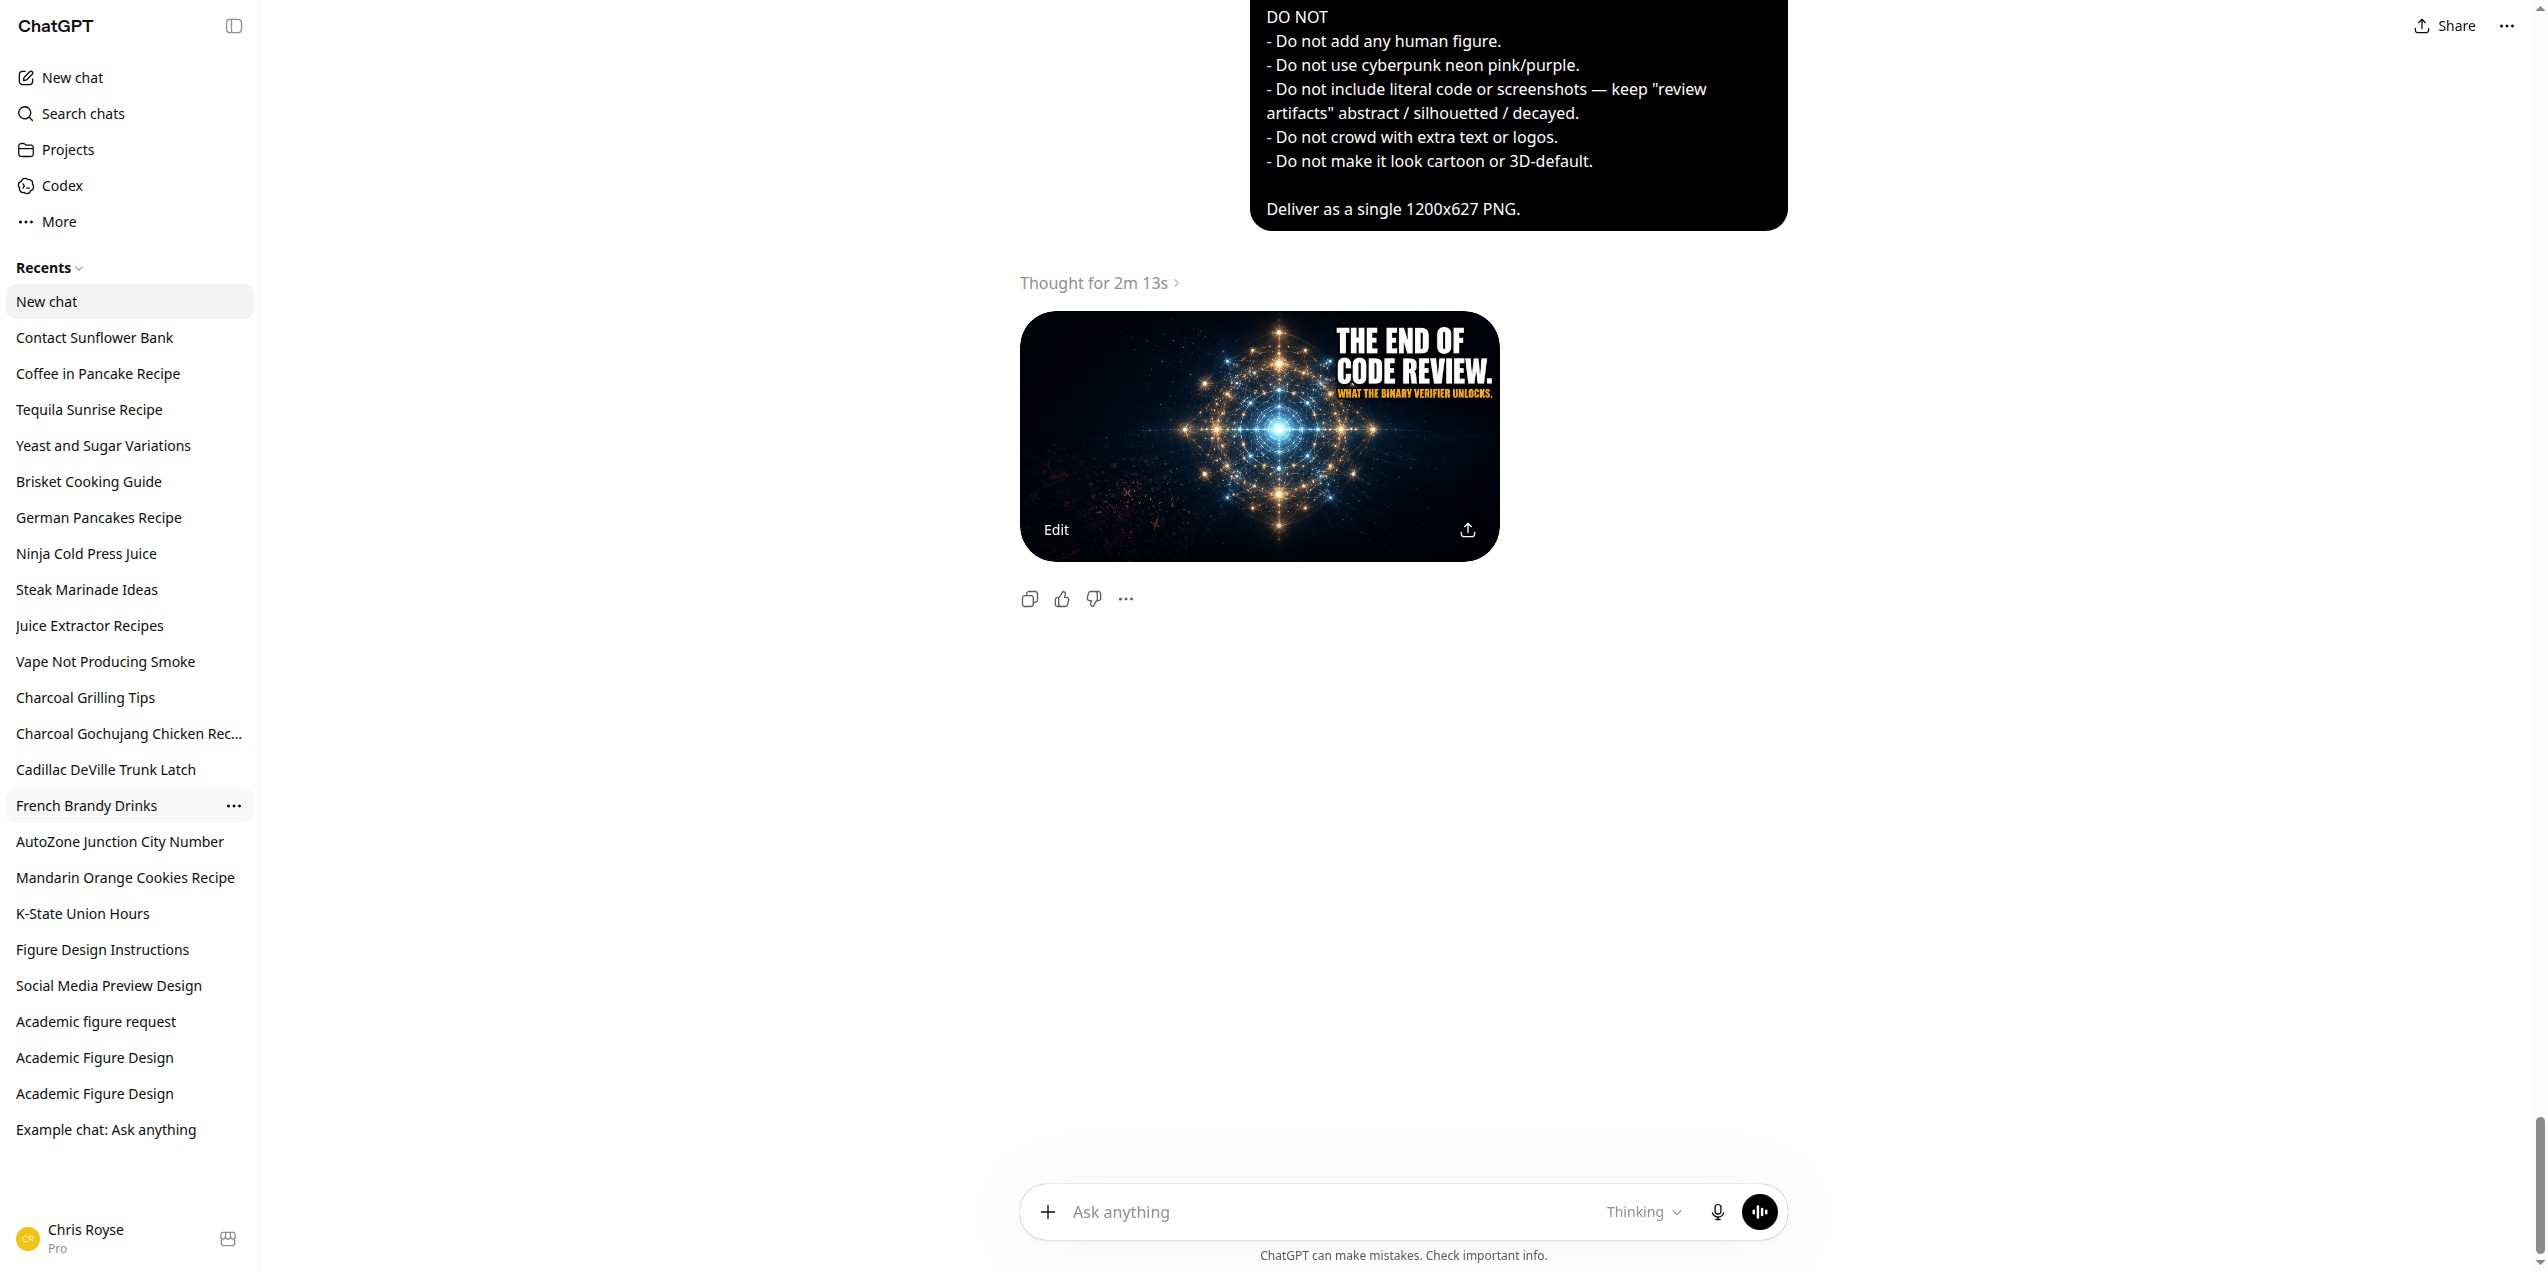 ChatGPT
New chat
Search chats
Projects
Codex
More
Recents
New chat
Contact Sunflower Bank
Coffee in Pancake Recipe
Tequila Sunrise Recipe
Yeast and Sugar Variations
Brisket Cooking Guide
German Pancakes Recipe
Ninja Cold Press Juice
Steak Marinade Ideas
Juice Extractor Recipes
Vape Not Producing Smoke
Charcoal Grilling Tips
Charcoal Gochujang Chicken Rec...
Cadillac DeVille Trunk Latch
French Brandy Drinks
AutoZone Junction City Number
Mandarin Orange Cookies Recipe
K-State Union Hours
Figure Design Instructions
Social Media Preview Design
Academic figure request
Academic Figure Design
Academic Figure Design
Example chat: Ask anything
CR
Chris Royse
Pro
Share
DO NOT
- Do not add any human figure.
- Do not use cyberpunk neon pink/purple.
- Do not include literal code or screenshots — keep "review
artifacts" abstract / silhouetted / decayed.
- Do not crowd with extra text or logos.
- Do not make it look cartoon or 3D-default.
Deliver as a single 1200x627 PNG.
Thought for 2m 13s
THE END OF
CODE REVIEW.
WHAT THE BINARY VERIFIER UNLOCKS.
Edit
Ask anything
Thinking
ChatGPT can make mistakes. Check important info.